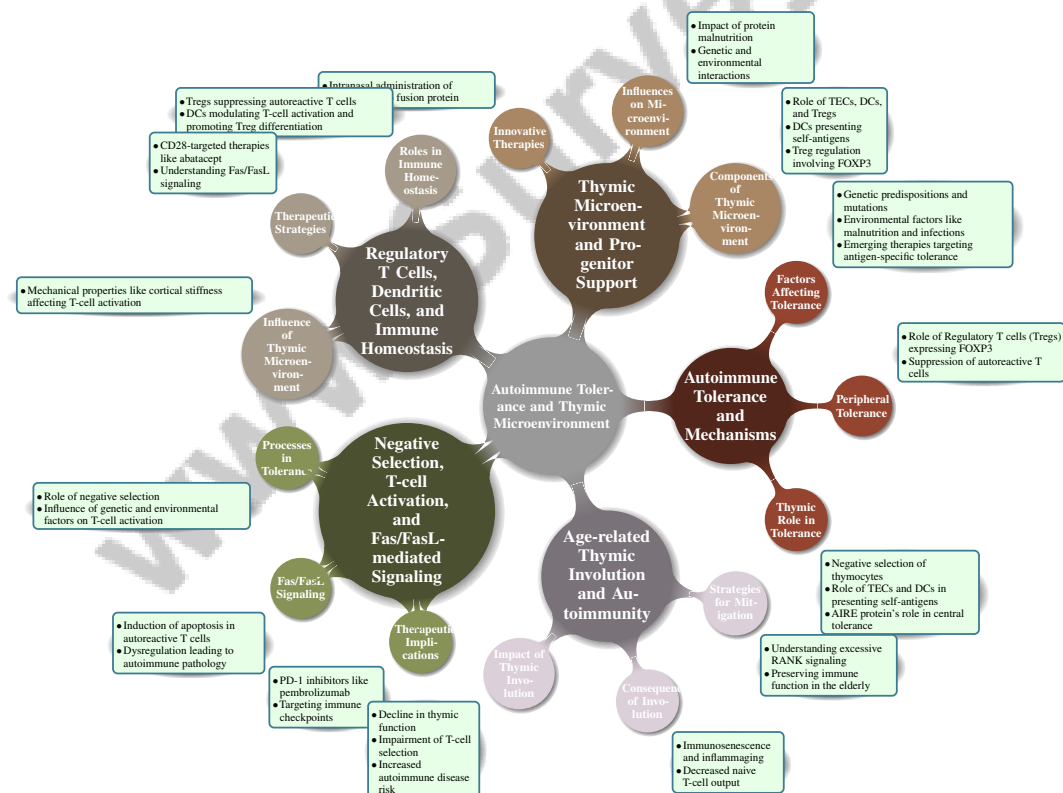 Impact of protein
malnutrition
Genetic and
environmental
interactions
Intranasal administration of
fusion protein
Tregs suppressing autoreactive T cells
DCs modulating T-cell activation and
promoting Treg differentiation
CD28-targeted therapies
like abatacept
Understanding Fas/FasL
signaling
Role of TECs, DCs,
and Tregs
DCs presenting
self-antigens
Treg regulation
involving FOXP3
Genetic predispositions and
mutations
Environmental factors like
malnutrition and infections
Emerging therapies targeting
antigen-specific tolerance
Innovative
Therapies
Influences
on Mi-
croenvi-
ronment
Components
of
Thymic
Microen-
viron-
ment
Thymic
Microen-
vironment
and Pro-
genitor
Support
Roles in
Immune
Home-
ostasis
Therapeutic
Strategies
Influence
of
Thymic
Microen-
viron-
ment
Regulatory
T Cells,
Dendritic
Cells, and
Immune
Homeostasis
Mechanical properties like cortical stiffness
affecting T-cell activation
Autoimmune Toler-
ance and Thymic
Microenvironment
Factors
Affecting
Tolerance
Peripheral
Tolerance
Thymic
Role in
Tolerance
Autoimmune
Tolerance
and
Mechanisms
Role of Regulatory T cells (Tregs)
expressing FOXP3
Suppression of autoreactive T
cells
Processes
in
Tolerance
Fas/FasL
Signaling
Therapeutic
Impli-
cations
Negative
Selection,
T-cell
Activation,
and
Fas/FasL-
mediated
Signaling
Role of negative selection
Influence of genetic and environmental
factors on T-cell activation
Induction of apoptosis in
autoreactive T cells
Dysregulation leading to
autoimmune pathology
PD-1 inhibitors like
pembrolizumab
Targeting immune
checkpoints
Age-related
Thymic
Involution
and Au-
toimmunity
Strategies
for Mit-
igation
Impact of
Thymic
Invo-
lution
Consequences
of Invo-
lution
Negative selection of
thymocytes
Role of TECs and DCs in
presenting self-antigens
AIRE protein's role in central
tolerance
Understanding excessive
RANK signaling
Preserving immune
function in the elderly
Decline in thymic
function
Impairment of T-cell
selection
Increased
autoimmune disease
risk
Immunosenescence
and inflammaging
Decreased naive
T-cell output